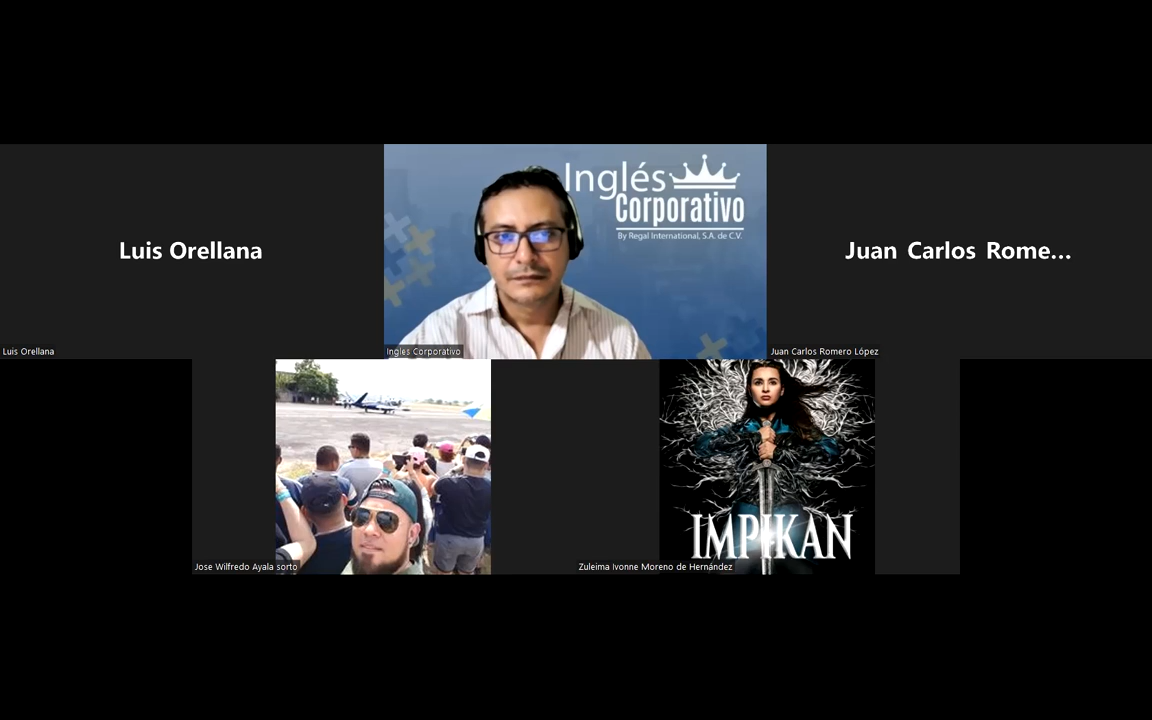 Luis Orellana
Luis Orellana
Inglés
Corporativo
By Regal International, S.A. de C.V.
Ingles Corporativo
Juan Carlos Rome...
Juan Carlos Romero López
Jose Wilfredo Ayala sorto
IMPIKAN
Zuleima Ivonne Moreno de Hernández